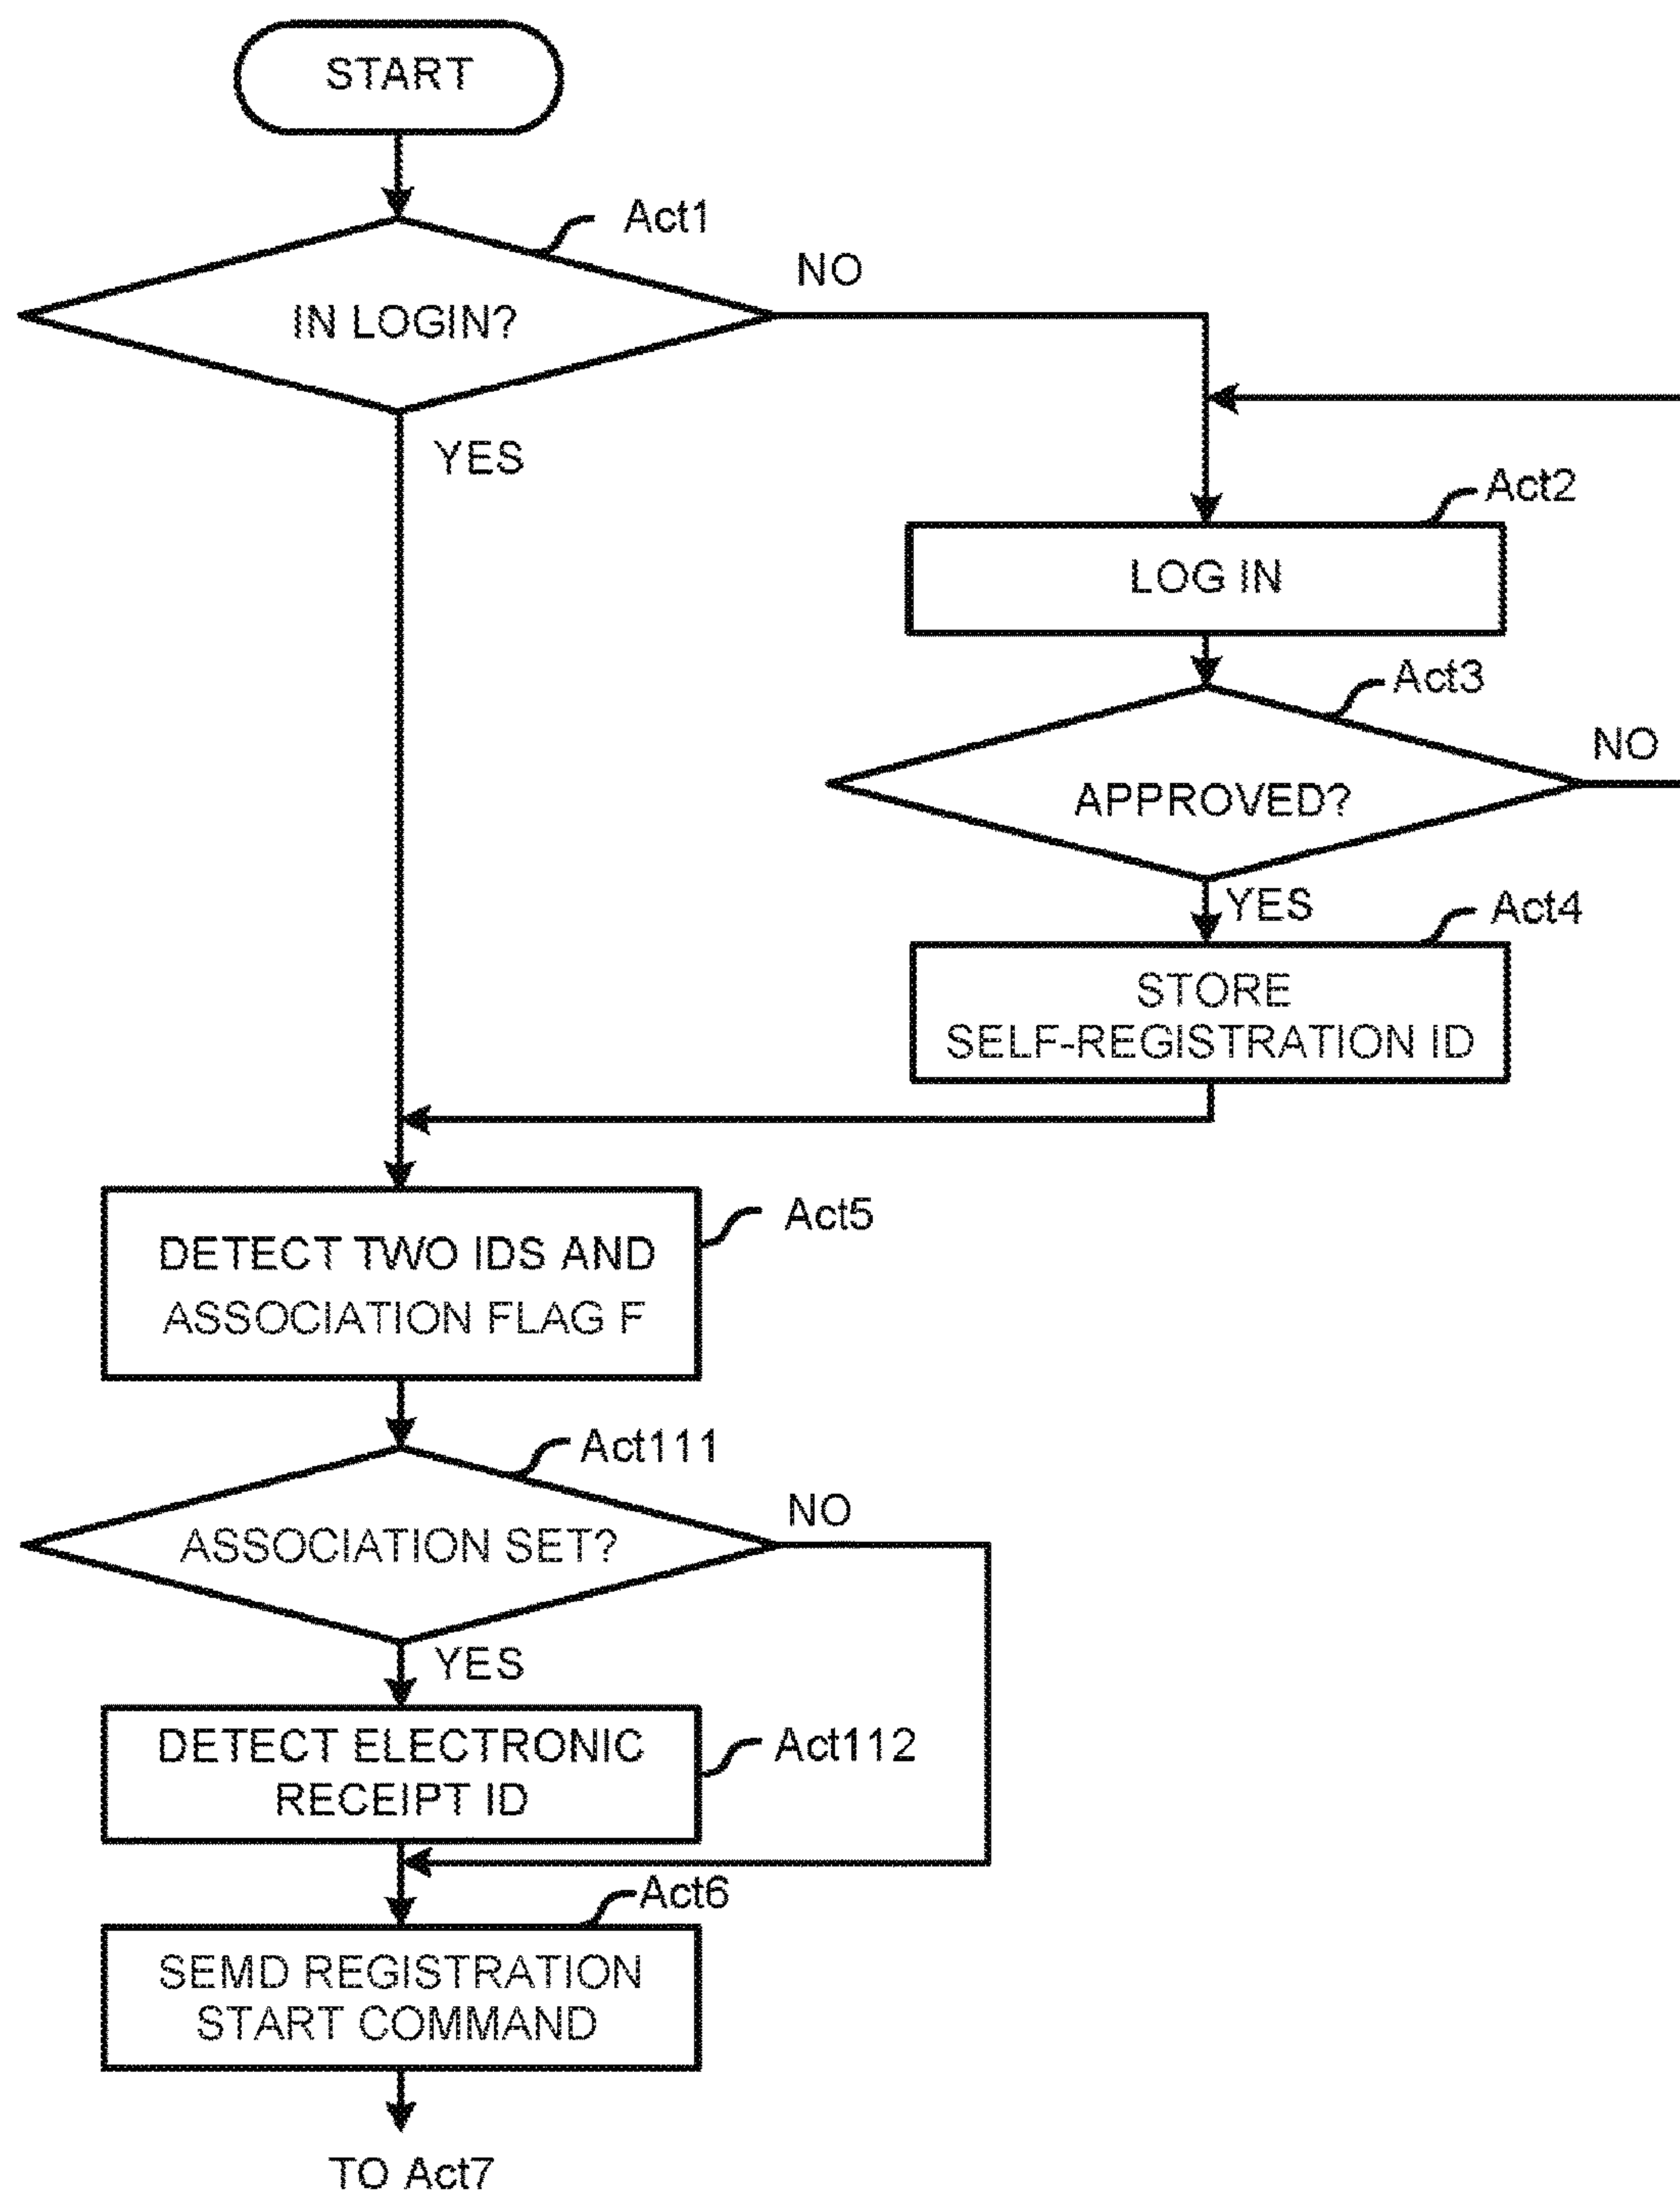 START
Act1
NO
IN LOGIN?
YES
Act2
LOG IN
Act3
NO
APPROVED?
YES
Act4
STORE
SELF-REGISTRATION ID
Act5
DETECT TWO IDS AND
ASSOCIATION FLAG F
Act111
NO
ASSOCIATION SET?
YES
DETECT ELECTRONIC
RECEIPT ID
Act112
Act6
SEMD REGISTRATION
START COMMAND
TO Act7